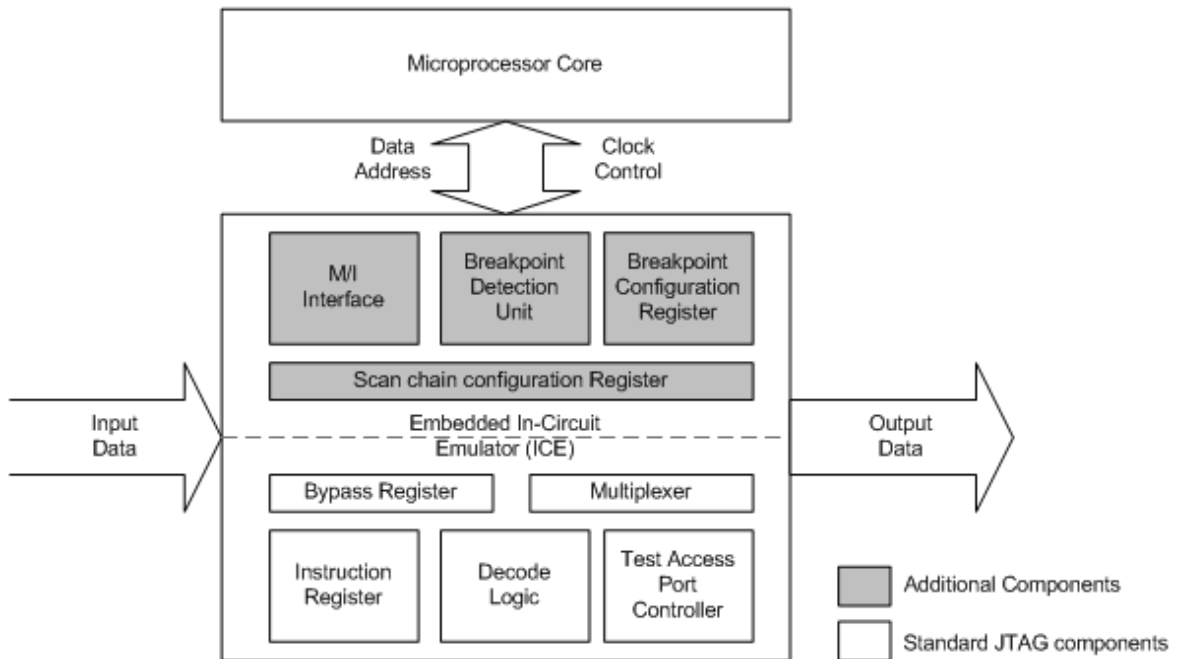 Microprocessor Core
Data
Address
Clock
Control
M/I
Interface
Breakpoint
Detection
Unit
Breakpoint
Configuration
Register
Scan chain configuration Register
Input
Data
Embedded In-Circuit
Emulator (ICE)
Output
Data
Bypass Register
Multiplexer
Instruction
Register
Decode
Logic
Test Access
Port
Controller
Additional Components
Standard JTAG components